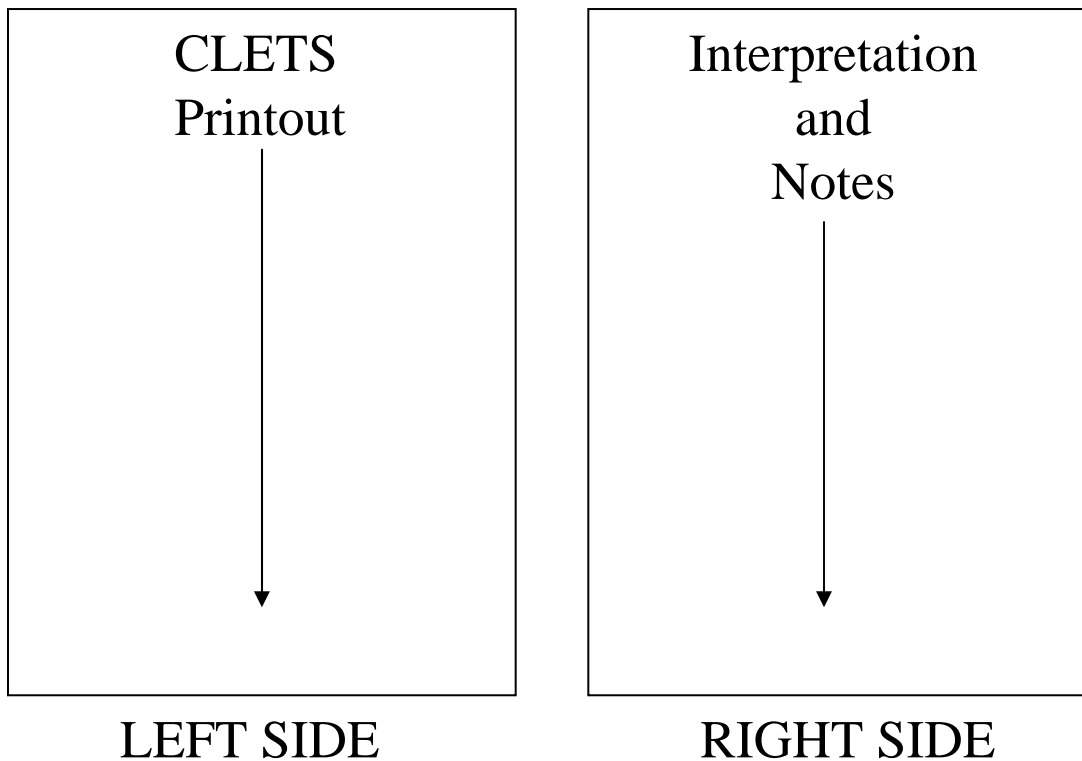 CLETS
Printout
LEFT SIDE
Interpretation
and
Notes
RIGHT SIDE